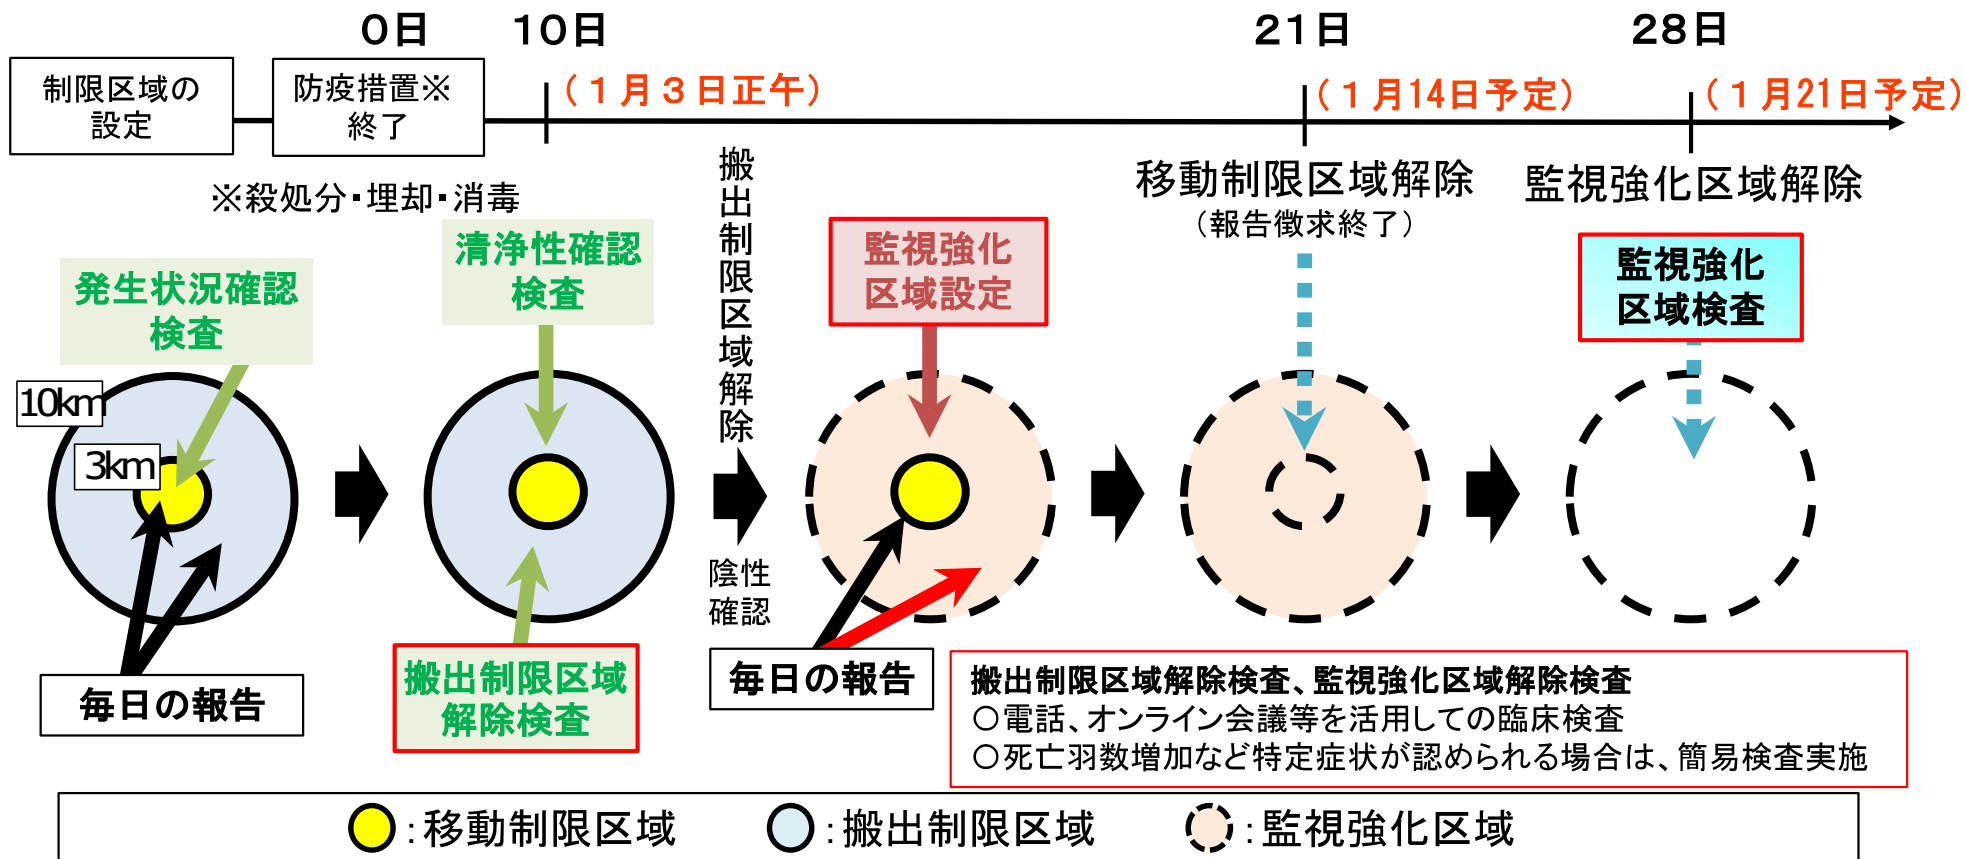 0日
10日
21日
28日
制限区域の
設定
防疫措置※
終了
(1月3日正午)
(1月14日予定)
(1月21日予定)
※殺処分・埋却・消毒
搬出制限区域解除
移動制限区域解除
(報告徴求終了)
監視強化区域解除
発生状況確認
検査
清浄性確認
検査
監視強化
区域設定
監視強化
区域検査
10km
3km
陰性
確認
毎日の報告
搬出制限区域
解除検査
毎日の報告
搬出制限区域解除検査、監視強化区域解除検査
○電話、オンライン会議等を活用しての臨床検査
○死亡羽数増加など特定症状が認められる場合は、簡易検査実施
:移動制限区域
:搬出制限区域
:監視強化区域